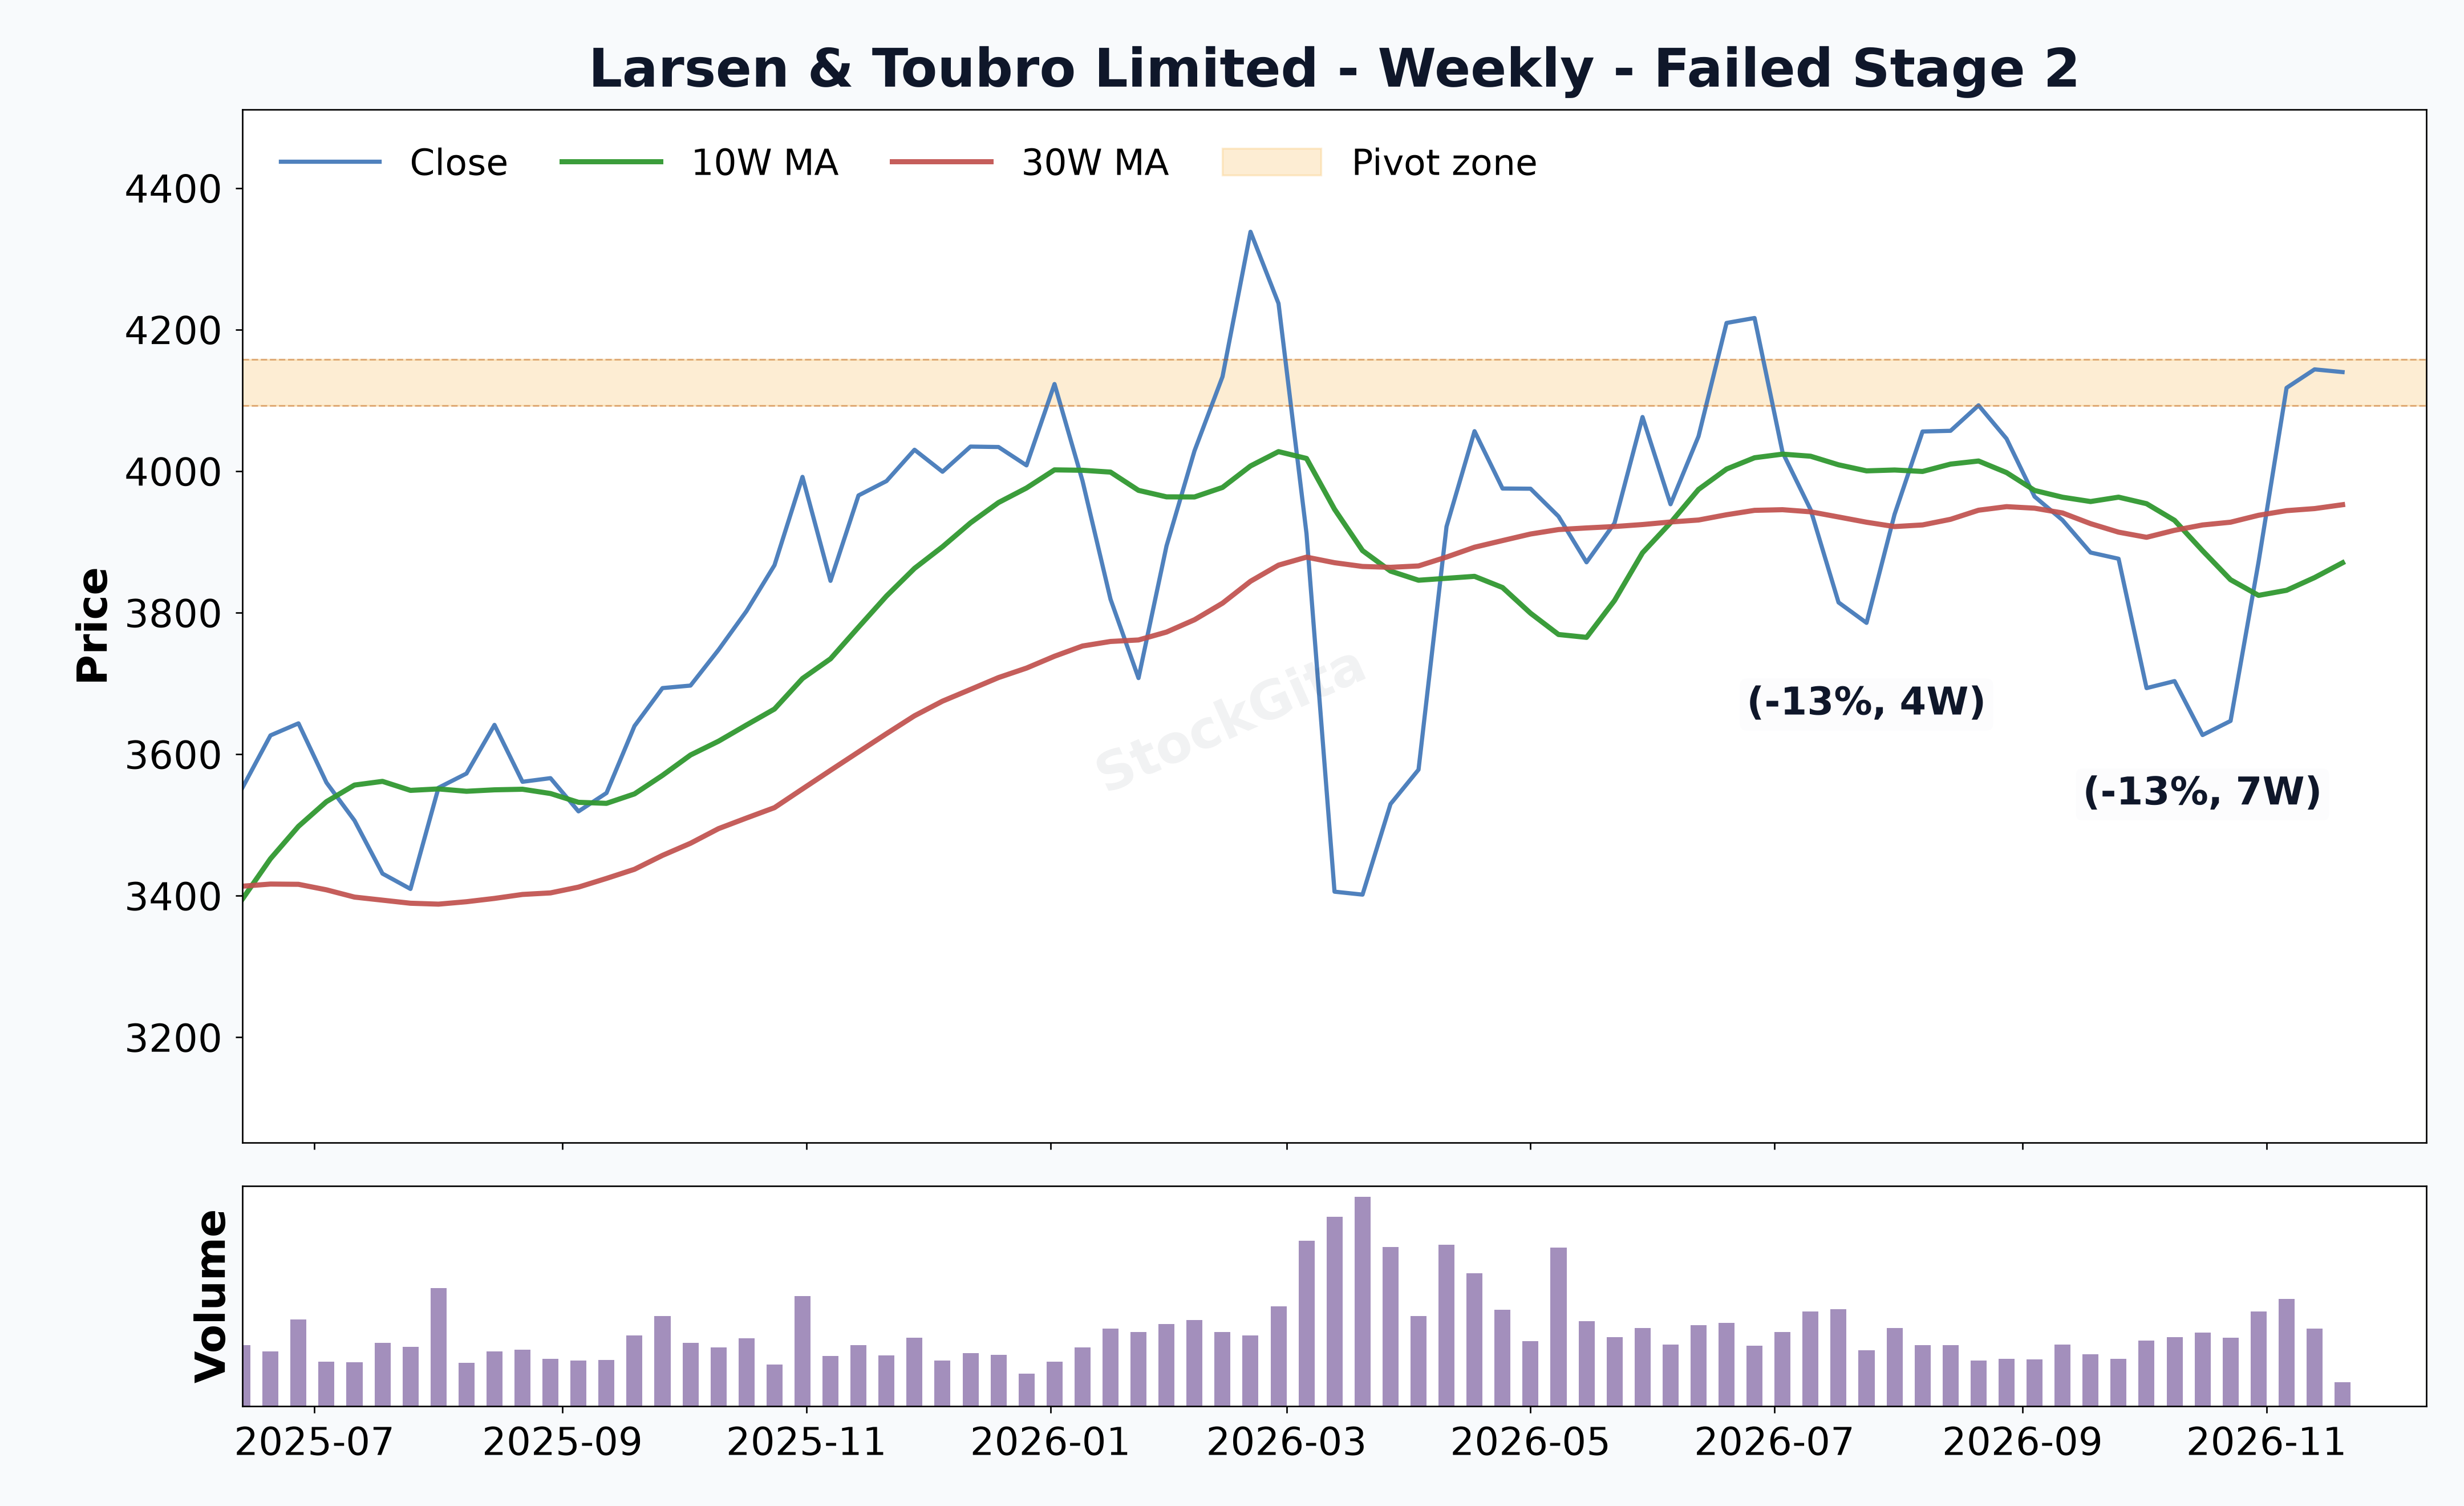 Larsen & Toubro Limited - Weekly - Failed Stage 2
Close 10W MA 30W MA Pivot zone
4400
4200
4000
3800
3600
3400
3200
Price
StockGita
(-13%, 4W)
(-13%, 7W)
Volume
2025-07 2025-09 2025-11 2026-01 2026-03 2026-05 2026-07 2026-09 2026-11